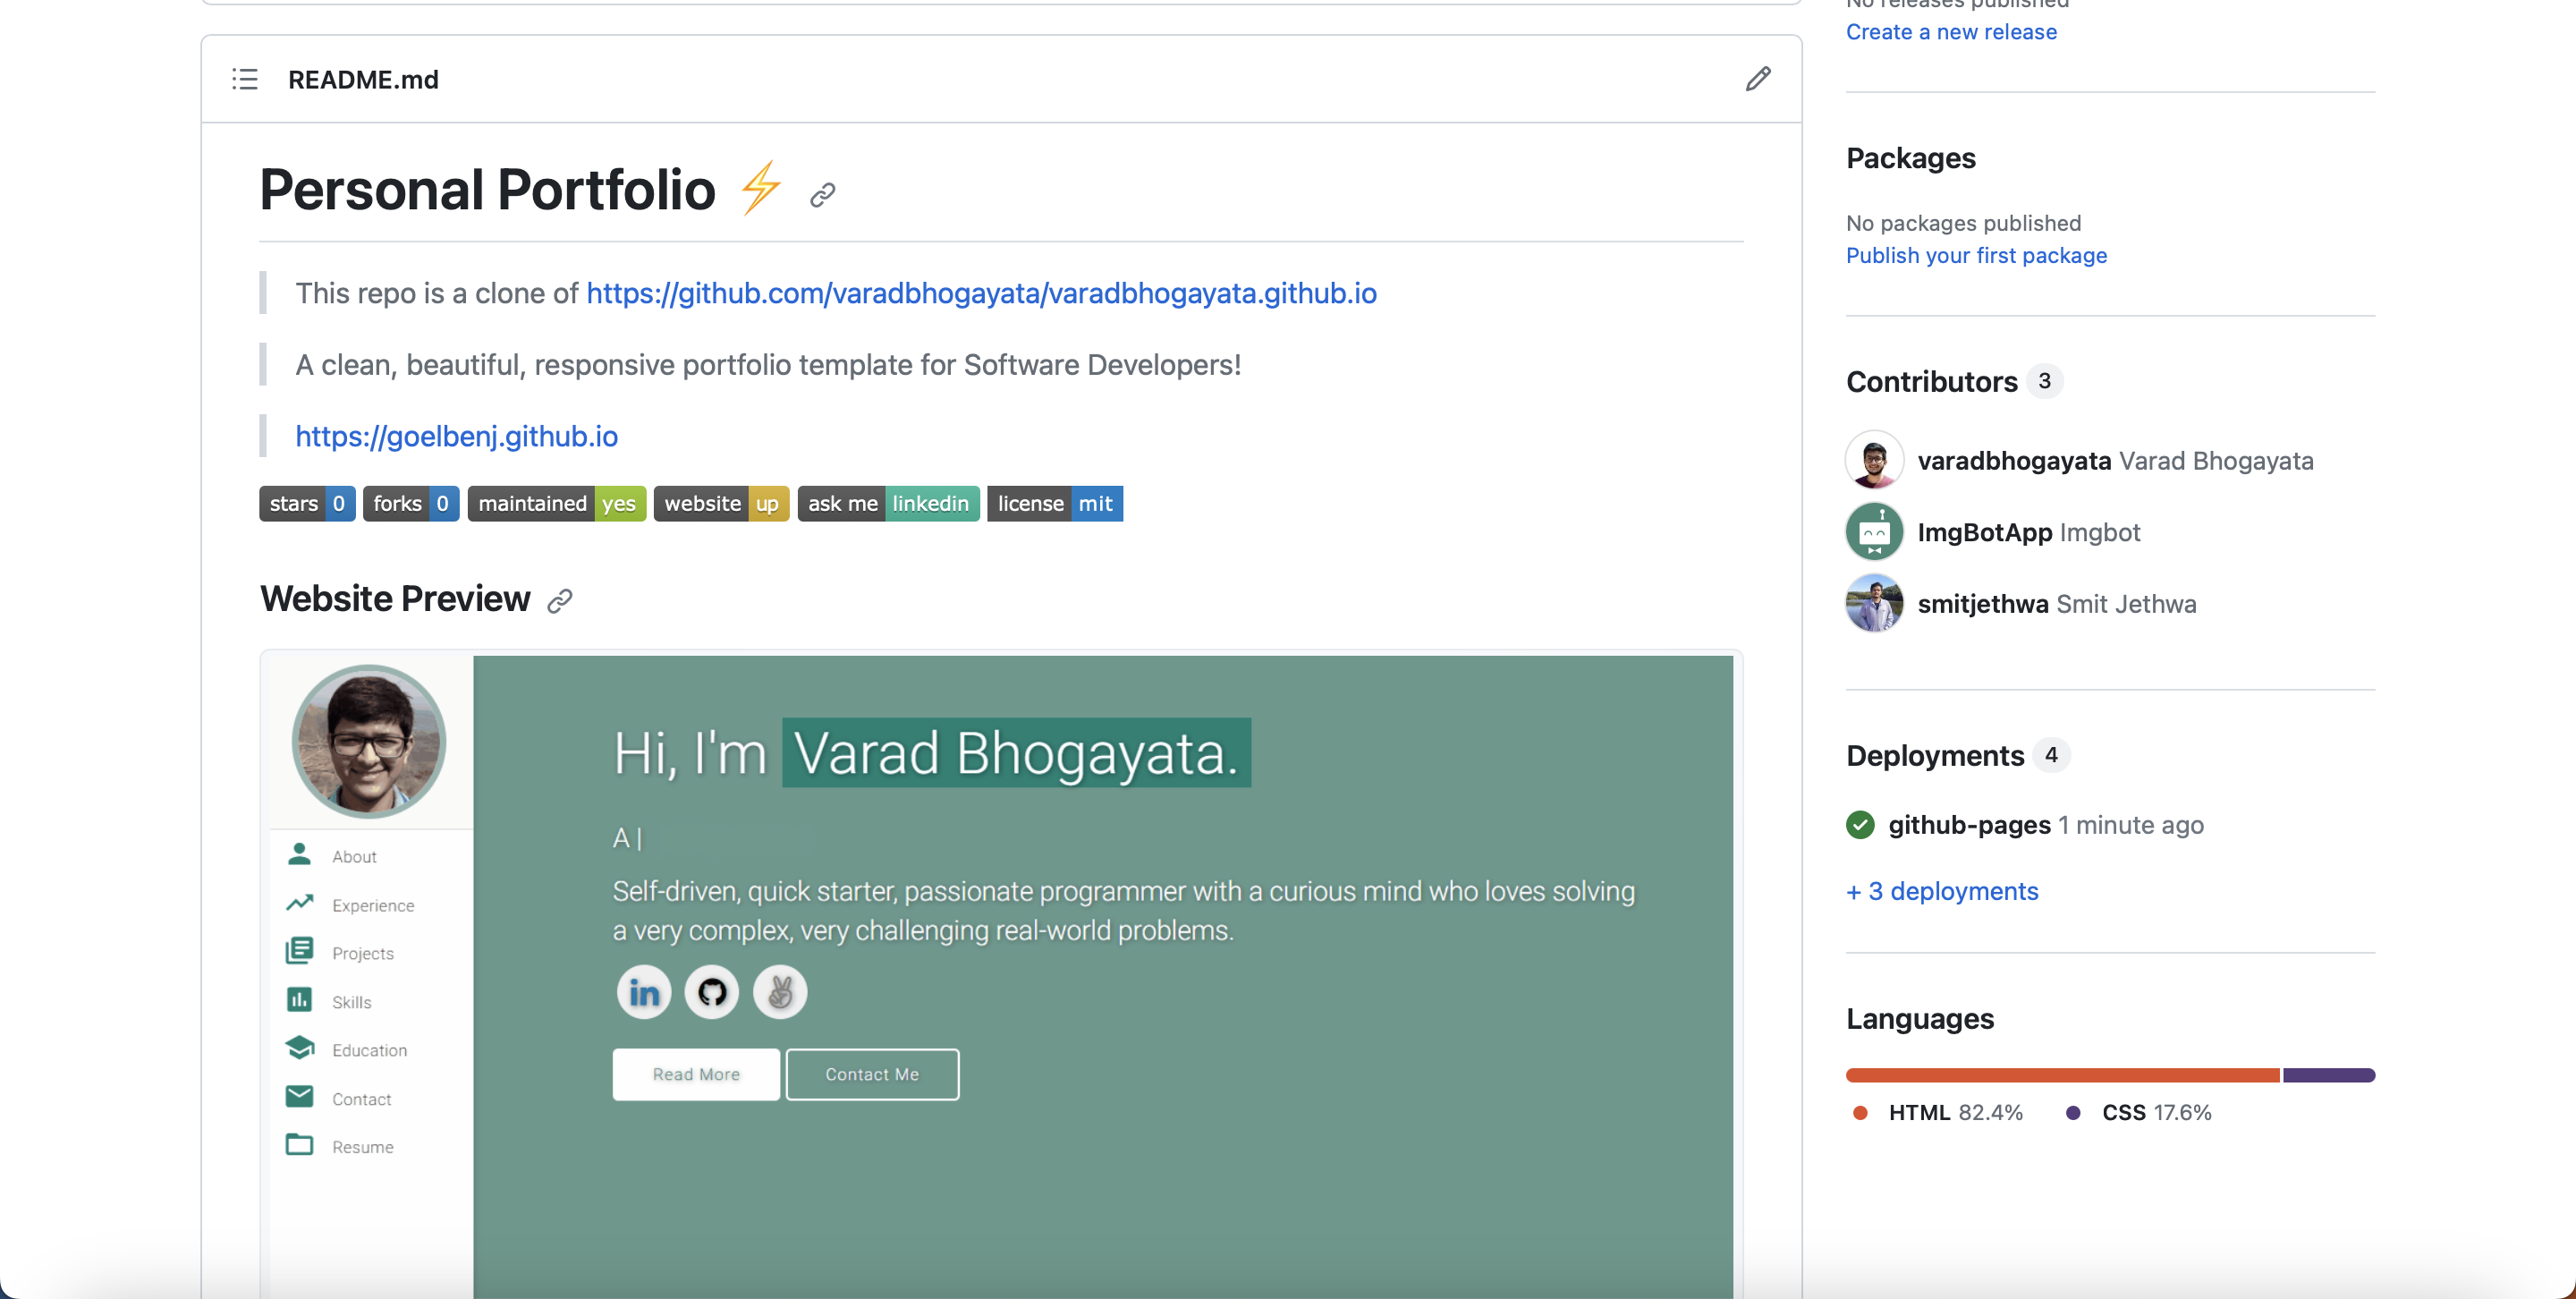 No releases published
Create a new release
README.md
Personal Portfolio ⚡
This repo is a clone of https://github.com/varadbhogayata/varadbhogayata.github.io
A clean, beautiful, responsive portfolio template for Software Developers!
https://goelbenj.github.io
stars 0 forks 0 maintained yes website up ask me linkedin license mit
Website Preview
Hi, I'm Varad Bhogayata.
A |
Self-driven, quick starter, passionate programmer with a curious mind who loves solving
a very complex, very challenging real-world problems.
in
Read More Contact Me
About
Experience
Projects
Skills
Education
Contact
Resume
Packages
No packages published
Publish your first package
Contributors 3
varadbhogayata Varad Bhogayata
ImgBotApp Imgbot
smitjethwa Smit Jethwa
Deployments 4
github-pages 1 minute ago
+ 3 deployments
Languages
HTML 82.4% CSS 17.6%